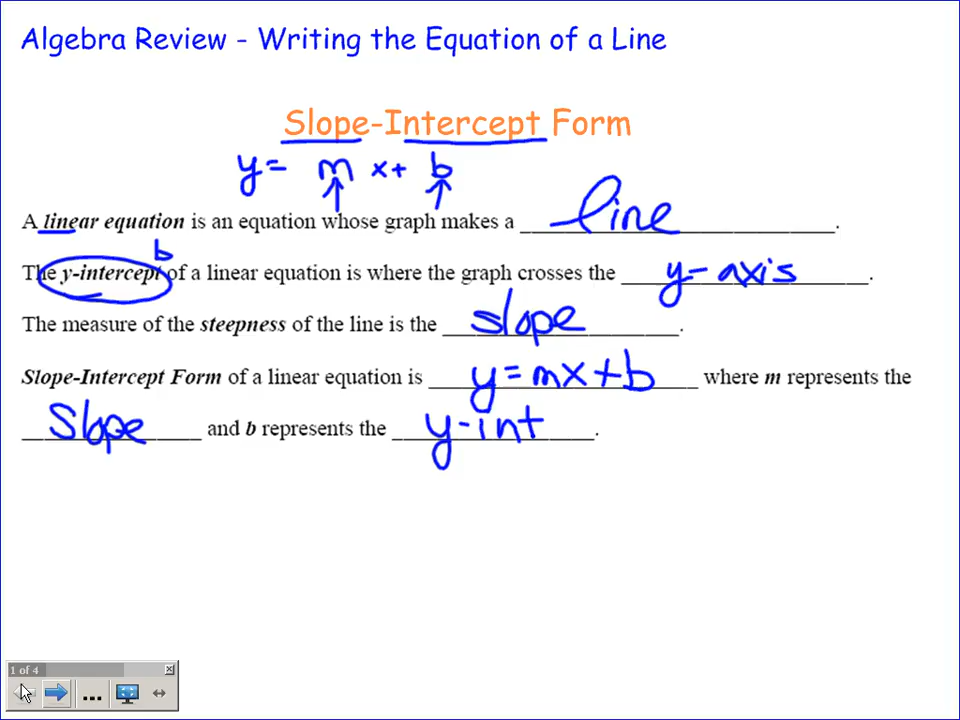 Algebra Review - Writing the Equation of a Line
Slope-Intercept Form
y = mx + b
A linear equation is an equation whose graph makes a line.
b
The y-intercept of a linear equation is where the graph crosses the y-axis.
The measure of the steepness of the line is the slope.
Slope-Intercept Form of a linear equation is y = mx + b where m represents the
Slope and b represents the y-int.
1 of 4